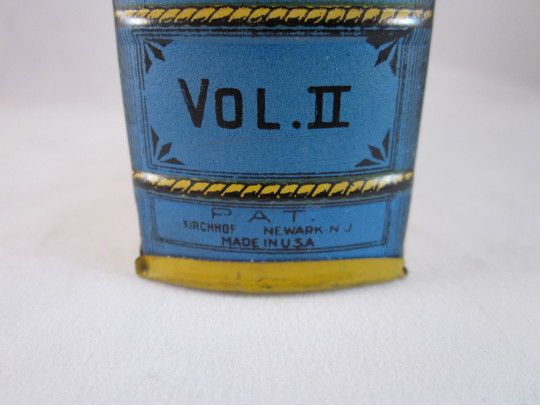 VOL. II
PAT.
KIRCHHOF NEWARK N J
MADE IN U.S.A